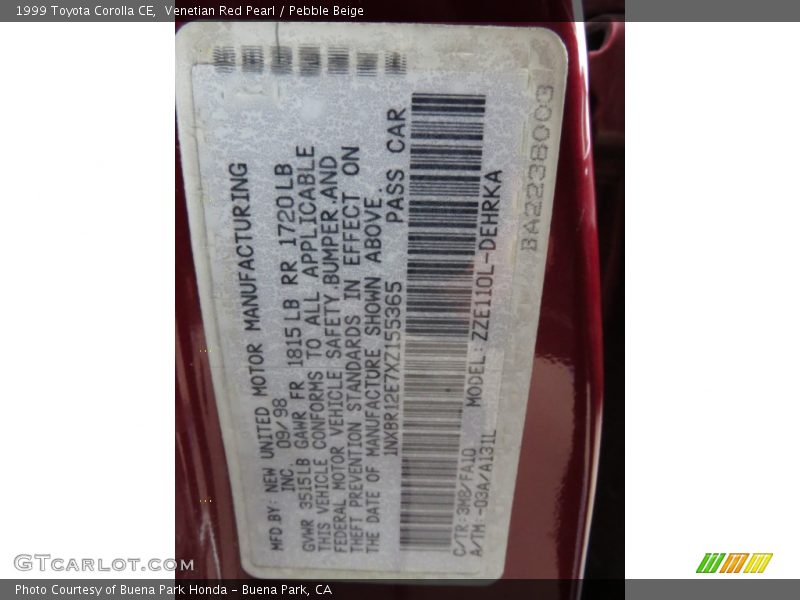 1999 Toyota Corolla CE, Venetian Red Pearl / Pebble Beige
MFD.BY: NEW UNITED MOTOR MANUFACTURING
INC. 09/98
GVWR 3515LB GAWR FR 1815LB RR 1720LB
THIS VEHICLE CONFORMS TO ALL APPLICABLE
FEDERAL MOTOR VEHICLE SAFETY,BUMPER,AND
THEFT PREVENTION STANDARDS IN EFFECT ON
THE DATE OF MANUFACTURE SHOWN ABOVE.
1NXBR12E7XZ155365 PASS CAR
C/TR:3M8/FA10 MODEL:ZZE110L-DEHRKA
A/TM -03A/A131L
BA2238003
GTCarLot.com
Photo Courtesy of Buena Park Honda – Buena Park, CA